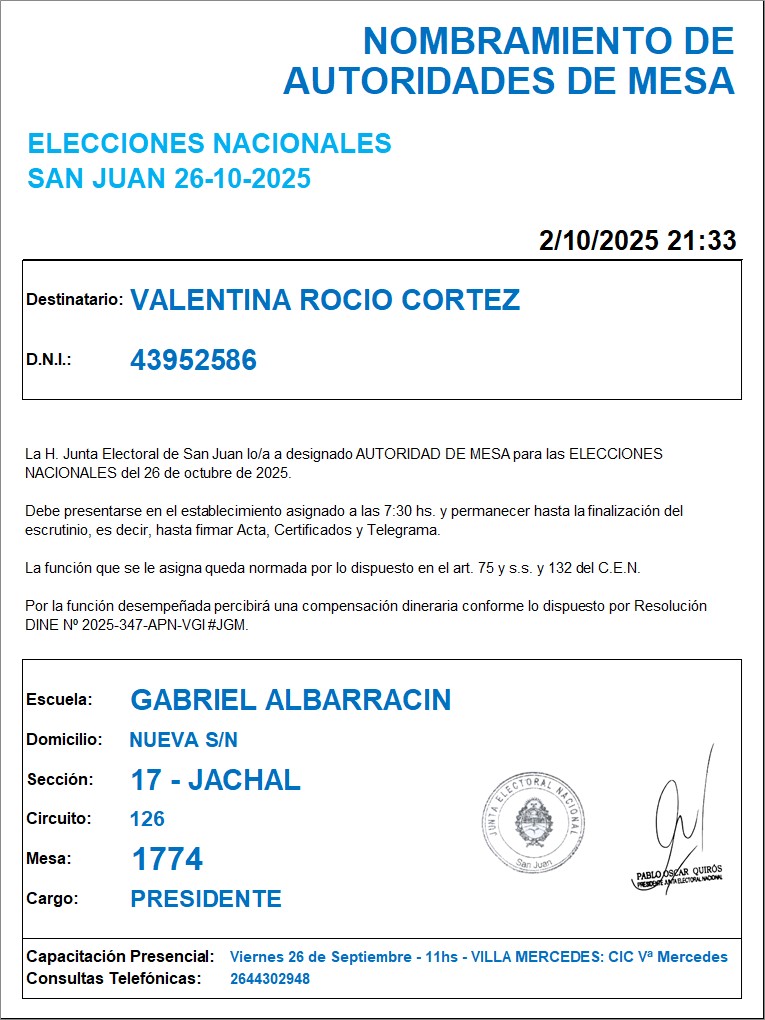 NOMBRAMIENTO DE
AUTORIDADES DE MESA
ELECCIONES NACIONALES
SAN JUAN 26-10-2025
2/10/2025 21:33
Destinatario: VALENTINA ROCIO CORTEZ
D.N.I.: 43952586
La H. Junta Electoral de San Juan lo/a a designado AUTORIDAD DE MESA para las ELECCIONES
NACIONALES del 26 de octubre de 2025.
Debe presentarse en el establecimiento asignado a las 7:30 hs. y permanecer hasta la finalización del
escrutinio, es decir, hasta firmar Acta, Certificados y Telegrama.
La función que se le asigna queda normada por lo dispuesto en el art. 75 y s.s. y 132 del C.E.N.
Por la función desempeñada percibirá una compensación dineraria conforme lo dispuesto por Resolución
DINE Nº 2025-347-APN-VGI#JGM.
Escuela: GABRIEL ALBARRACIN
Domicilio: NUEVA S/N
Sección: 17 - JACHAL
Circuito: 126
Mesa: 1774
Cargo: PRESIDENTE
JUNTA ELECTORAL NACIONAL
San Juan
PABLO OSCAR QUIRÓS
PRESIDENTE JUNTA ELECTORAL NACIONAL
Capacitación Presencial: Viernes 26 de Septiembre - 11hs - VILLA MERCEDES: CIC Vª Mercedes
Consultas Telefónicas: 2644302948